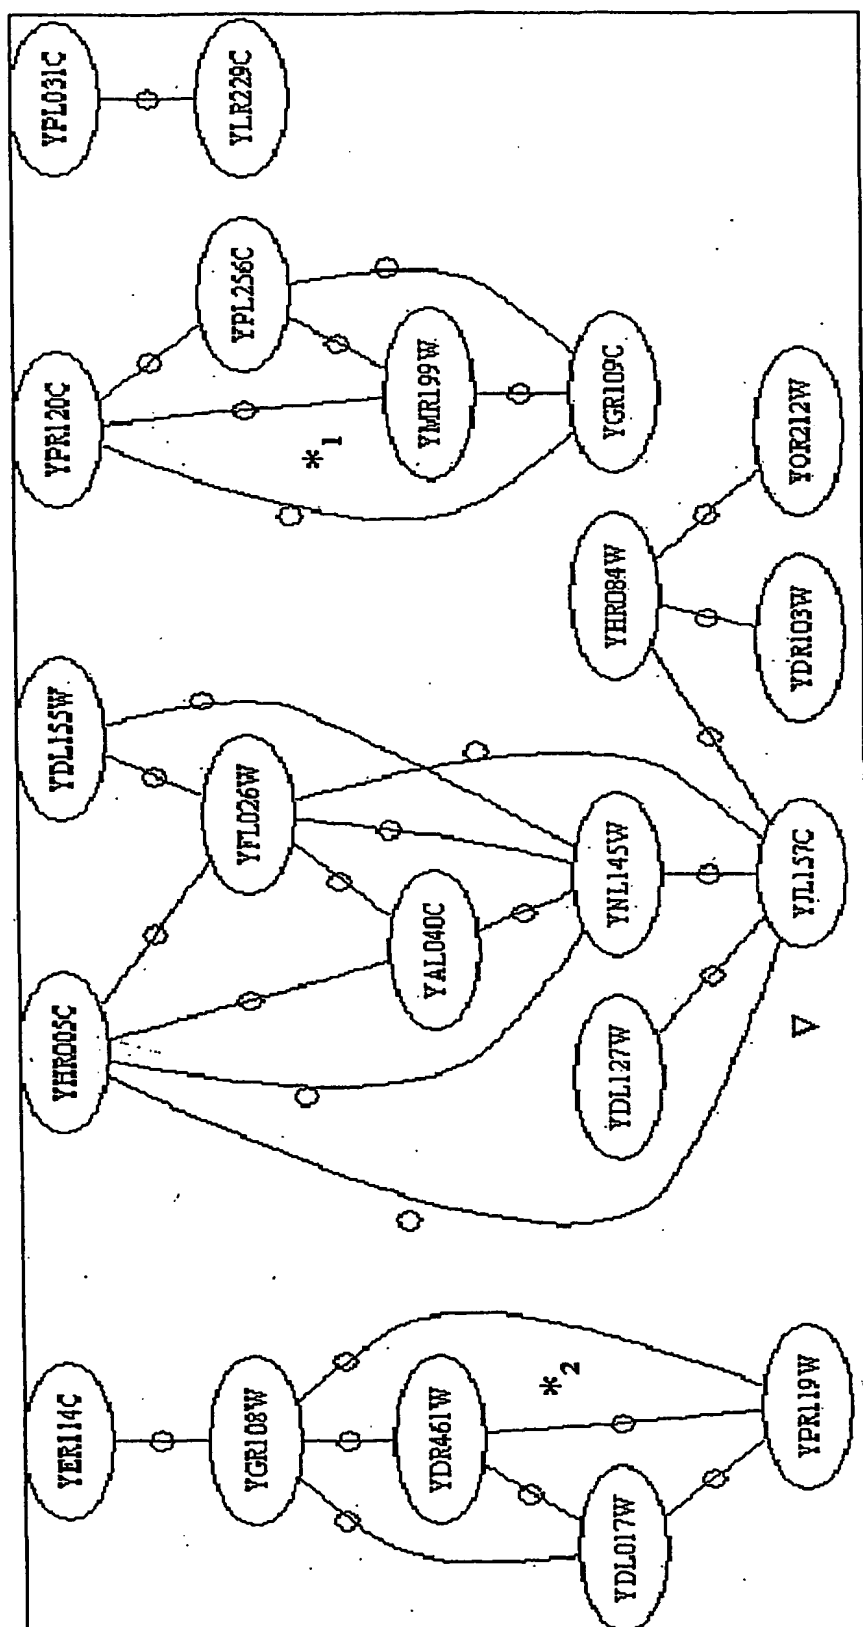 YER114C
YHR005C
YDL155W
YPR120C
YPL031C
YGR108W
YFL026W
YPL256C
YLR229C
YDR461W
YAL040C
*1
YMR199W
*2
YDL017W
YDL127W
YNL145W
YHR084W
YGR109C
YPR119W
YJL157C
YDR103W
YOR212W